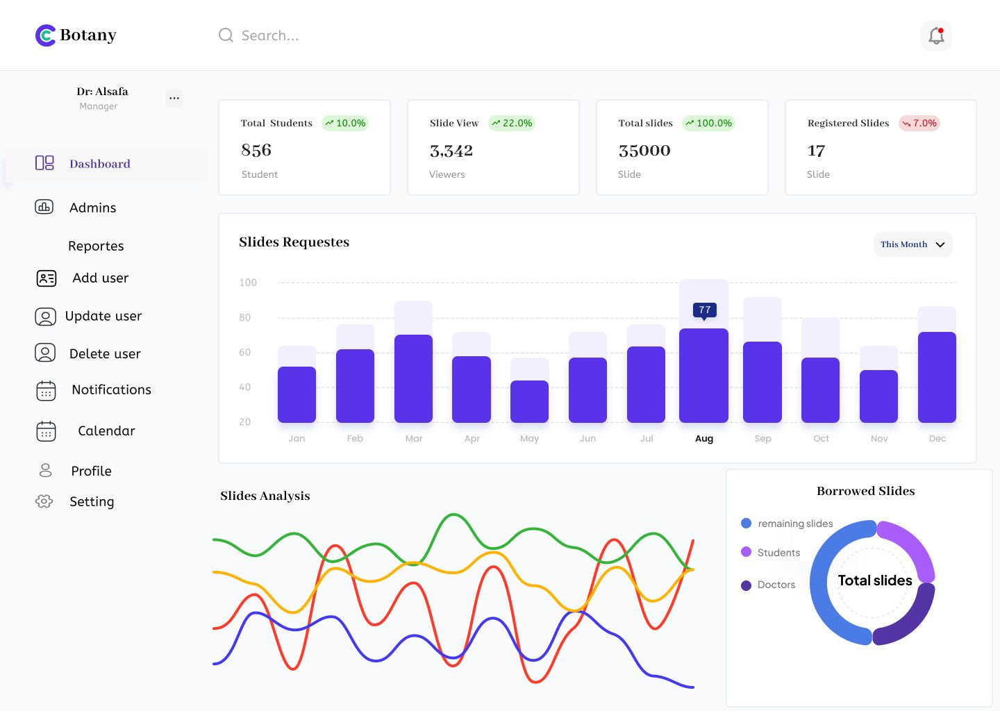 Botany
Search...
Dr: Alsafa
Manager
...
Dashboard
Admins
Reportes
Add user
Update user
Delete user
Notifications
Calendar
Profile
Setting
Total Students 10.0%
856
Student
Slide View 22.0%
3,342
Viewers
Total slides 100.0%
35000
Slide
Registered Slides 7.0%
17
Slide
Slides Requestes
This Month
100
80
60
40
20
77
Jan Feb Mar Apr May Jun Jul Aug Sep Oct Nov Dec
Slides Analysis
Borrowed Slides
remaining slides
Students
Doctors
Total slides